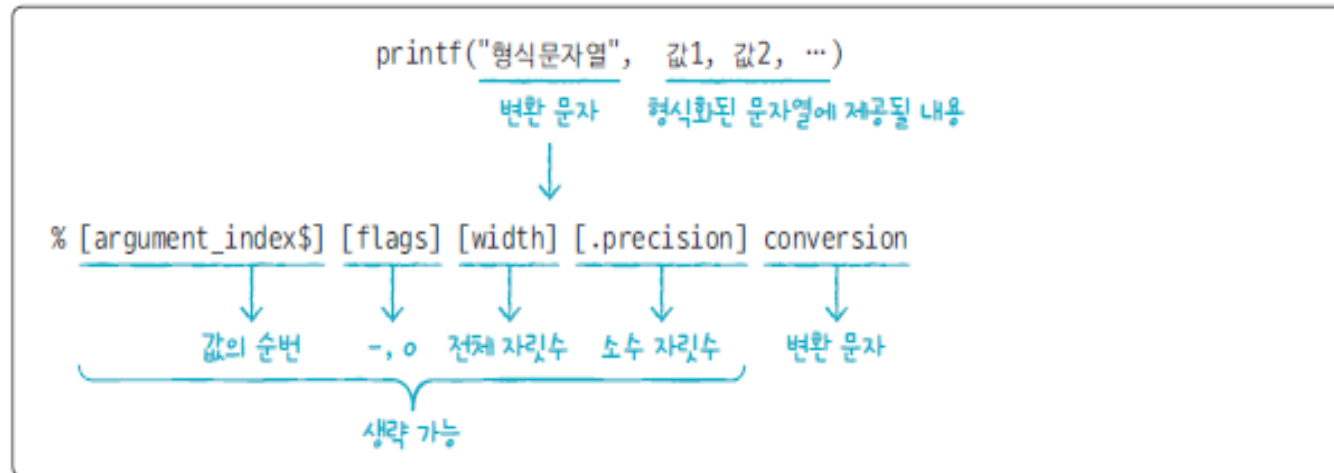 printf("형식문자열", 값1, 값2, …)
변환 문자 형식화된 문자열에 제공될 내용
% [argument_index$] [flags] [width] [.precision] conversion
값의 순번 -, 0 전체 자릿수 소수 자릿수 변환 문자
생략 가능